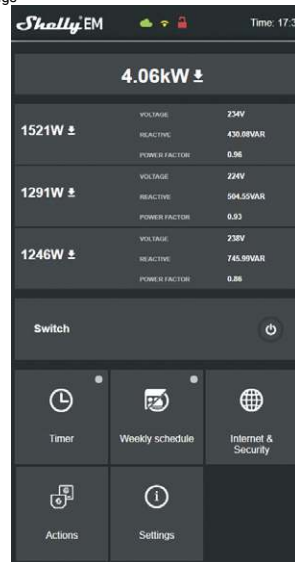 Shelly EM
Time: 17:3
4.06kW
1521W
VOLTAGE 234V
REACTIVE 430.08VAR
POWER FACTOR 0.96
1291W
VOLTAGE 224V
REACTIVE 504.55VAR
POWER FACTOR 0.93
1246W
VOLTAGE 238V
REACTIVE 745.99VAR
POWER FACTOR 0.86
Switch
Timer
Weekly schedule
Internet &
Security
Actions
Settings